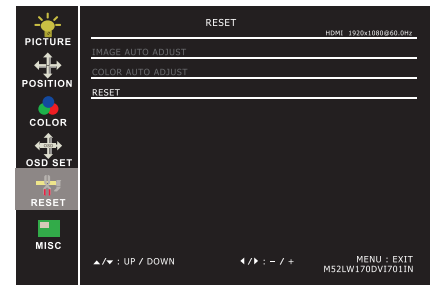 RESET
HDMI 1920x1080@60.0Hz
PICTURE
IMAGE AUTO ADJUST
COLOR AUTO ADJUST
POSITION
RESET
COLOR
OSD SET
RESET
MISC
▲/▼ : UP / DOWN
◀/▶ : – / +
MENU : EXIT
M52LW170DVI701IN